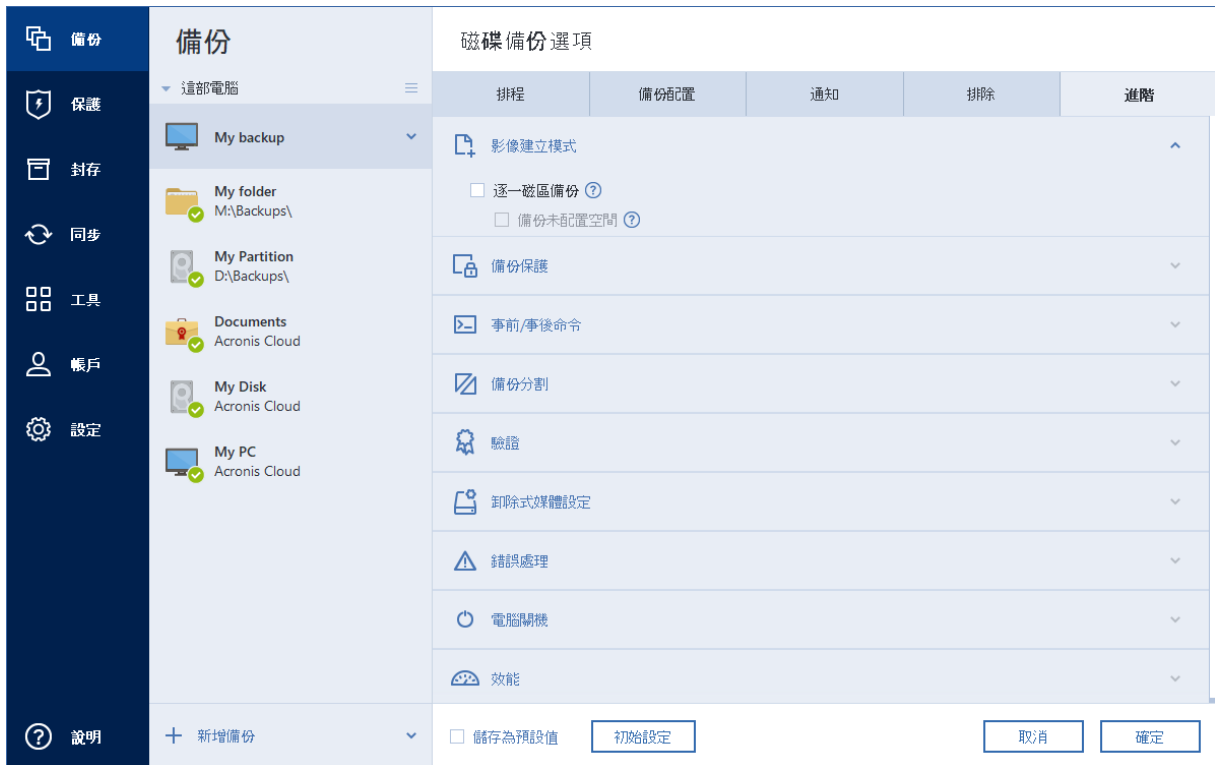 備份
保護
封存
同步
工具
帳戶
設定
說明
備份
這部電腦
My backup
My folder
M:\Backups\
My Partition
D:\Backups\
Documents
Acronis Cloud
My Disk
Acronis Cloud
My PC
Acronis Cloud
新增備份
磁碟備份選項
排程
備份配置
通知
排除
進階
影像建立模式
逐一磁區備份
備份未配置空間
備份保護
事前/事後命令
備份分割
驗證
卸除式媒體設定
錯誤處理
電腦關機
效能
儲存為預設值
初始設定
取消
確定